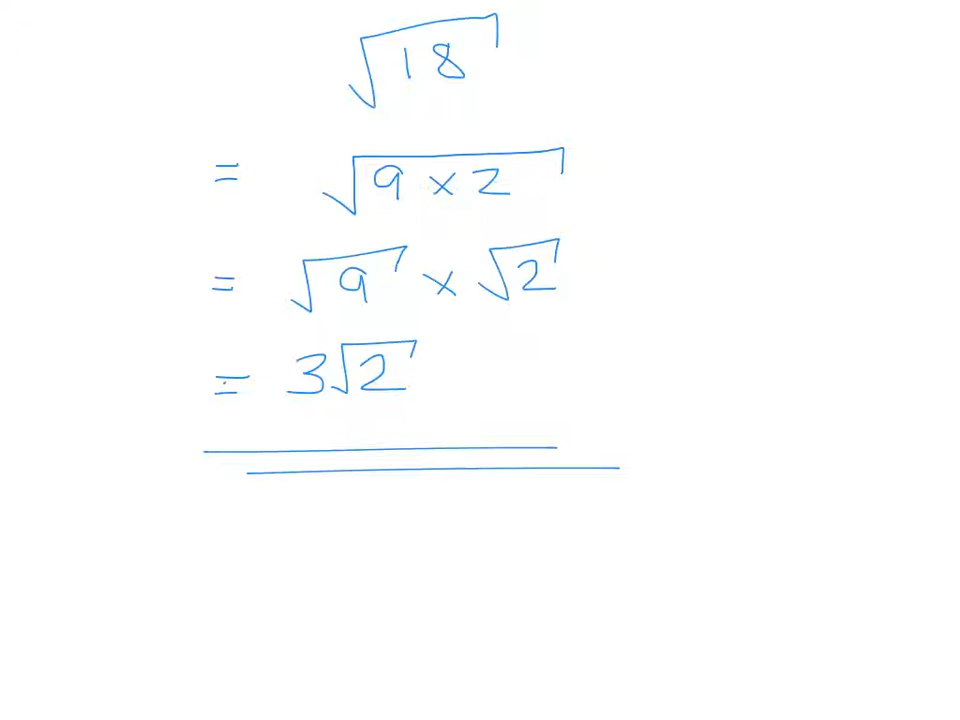 √18
= √9 × 2
= √9 × √2
= 3√2